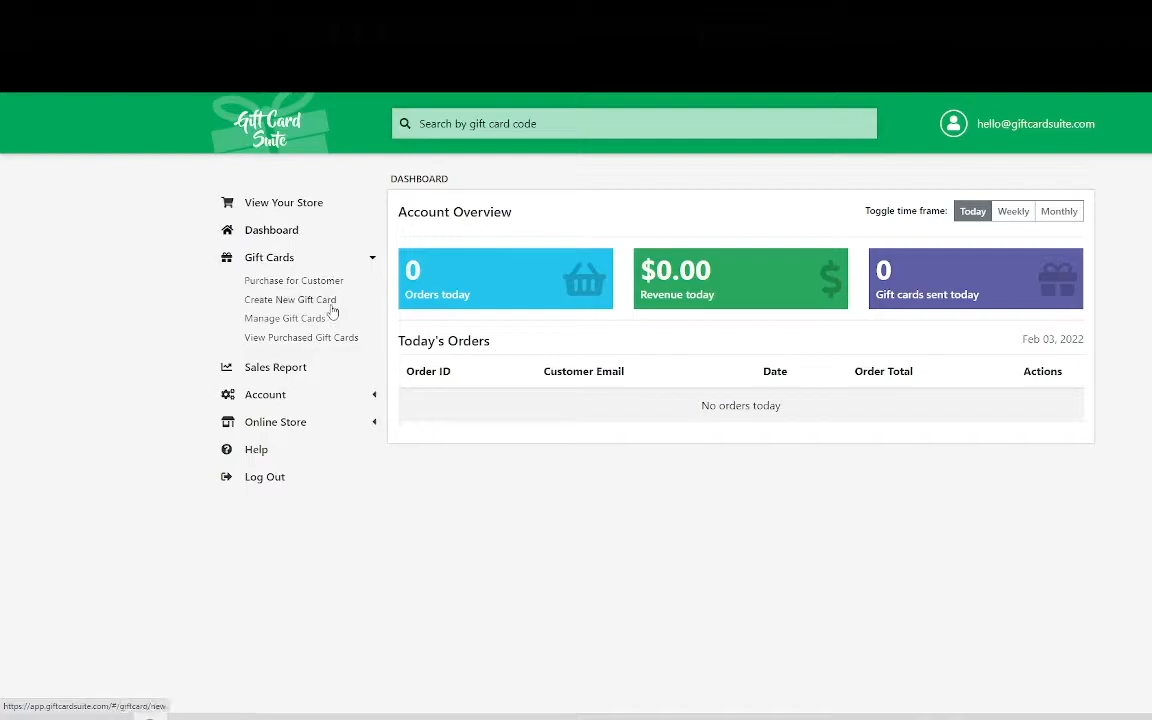 Gift Card
Suite
Search by gift card code
hello@giftcardsuite.com
DASHBOARD
View Your Store
Dashboard
Gift Cards
Purchase for Customer
Create New Gift Card
Manage Gift Cards
View Purchased Gift Cards
Sales Report
Account
Online Store
Help
Log Out
Account Overview
Toggle time frame: Today Weekly Monthly
0
Orders today
$0.00
Revenue today
$
0
Gift cards sent today
Today's Orders
Feb 03, 2022
Order ID Customer Email Date Order Total Actions
No orders today
https://app.giftcardsuite.com/#/giftcard/new